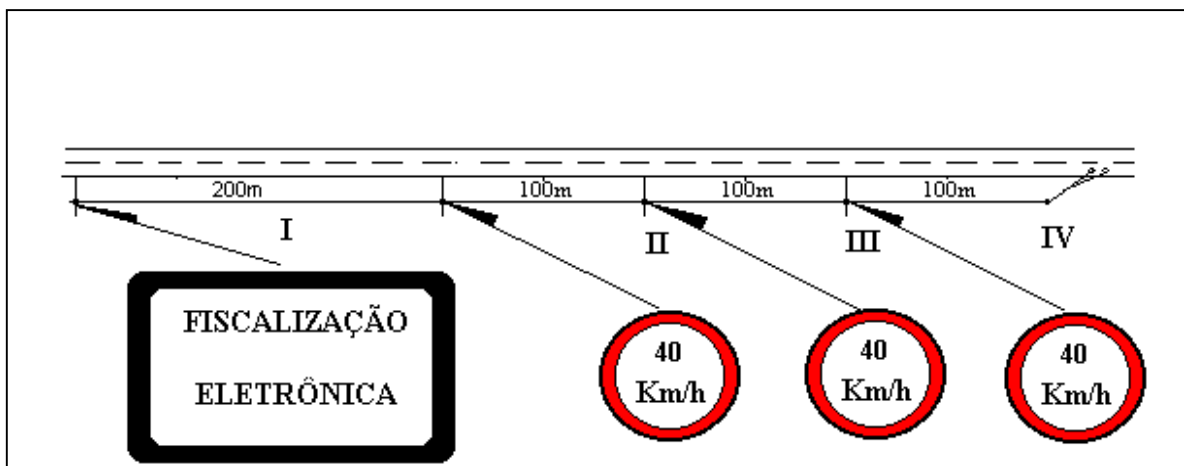 200m 100m 100m 100m
I II III IV
FISCALIZAÇÃO
ELETRÔNICA
40
Km/h
40
Km/h
40
Km/h